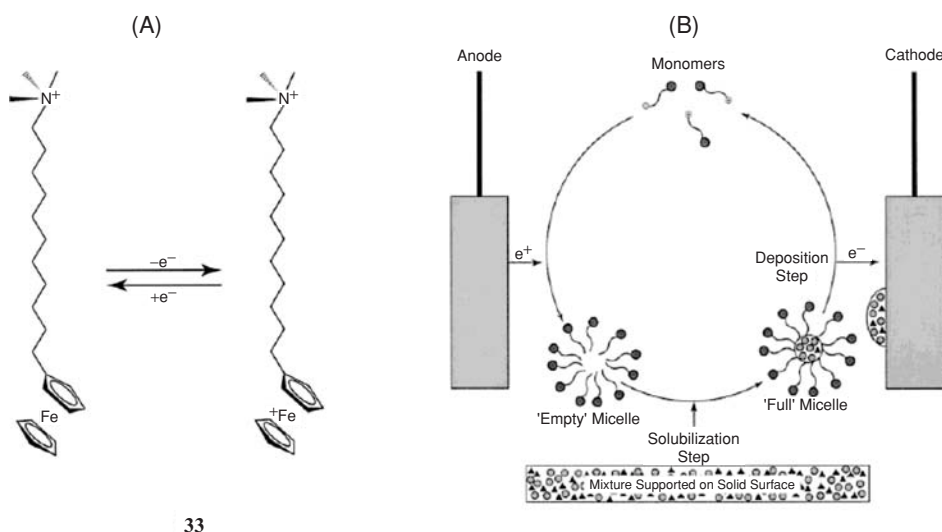 (A)
N+
N+
−e−
+e−
Fe
+Fe
33
(B)
Anode
Cathode
Monomers
e+
e−
Deposition
Step
'Empty' Micelle
'Full' Micelle
Solubilization
Step
Mixture Supported on Solid Surface